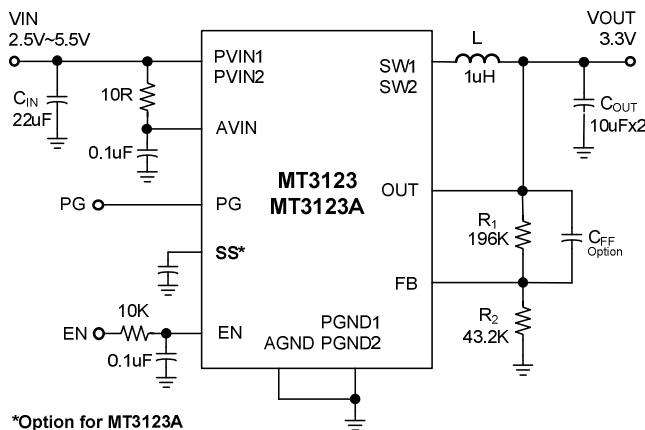 VIN
2.5V~5.5V
VOUT
3.3V
PVIN1
PVIN2
SW1
SW2
L
1uH
CIN
22uF
10R
COUT
10uFx2
AVIN
0.1uF
MT3123
MT3123A
OUT
PG
PG
R1
196K
CFF
Option
SS*
FB
10K
R2
43.2K
EN
EN
0.1uF
PGND1
AGND PGND2
*Option for MT3123A